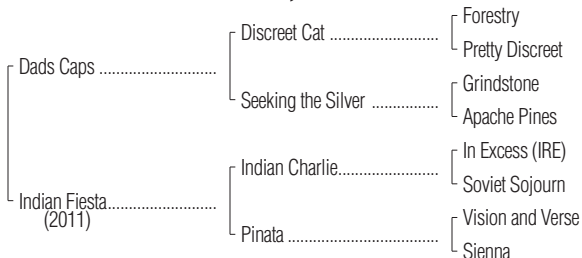 Forestry
Discreet Cat ......................
Pretty Discreet
Dads Caps ........................
Grindstone
Seeking the Silver ..............
Apache Pines
In Excess (IRE)
Indian Charlie.....................
Soviet Sojourn
Indian Fiesta......................
(2011)
Vision and Verse
Pinata ...............................
Sienna